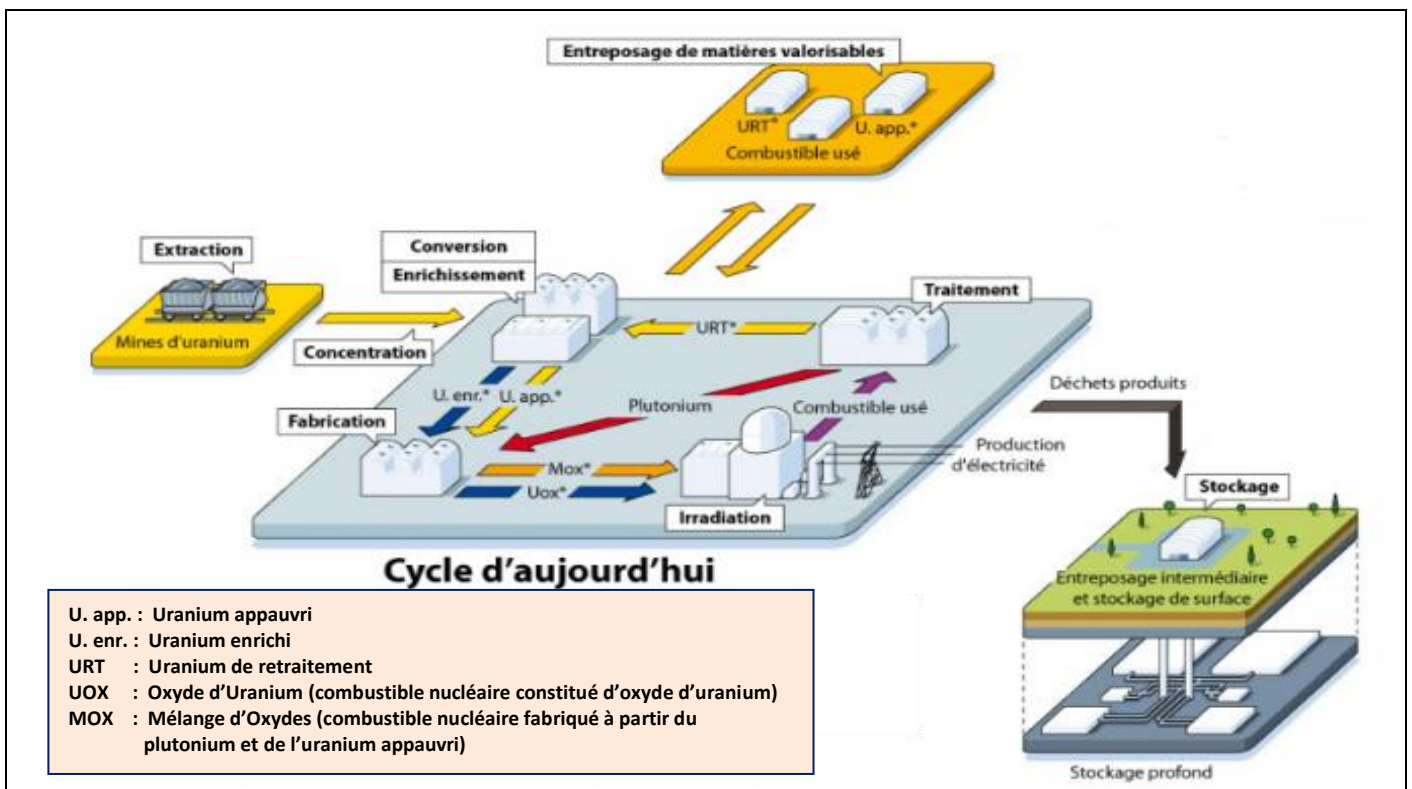 Entreposage de matières valorisables
URT*
U. app.*
Combustible usé
Extraction
Mines d'uranium
Conversion
Enrichissement
Concentration
Traitement
URT*
U. enr.*
U. app.*
Plutonium
Combustible usé
Fabrication
Mox*
Uox*
Irradiation
Production
d'électricité
Déchets produits
Stockage
Entreposage intermédiaire
et stockage de surface
Stockage profond
Cycle d'aujourd'hui
U. app. : Uranium appauvri
U. enr. : Uranium enrichi
URT : Uranium de retraitement
UOX : Oxyde d'Uranium (combustible nucléaire constitué d'oxyde d'uranium)
MOX : Mélange d'Oxydes (combustible nucléaire fabriqué à partir du
plutonium et de l'uranium appauvri)